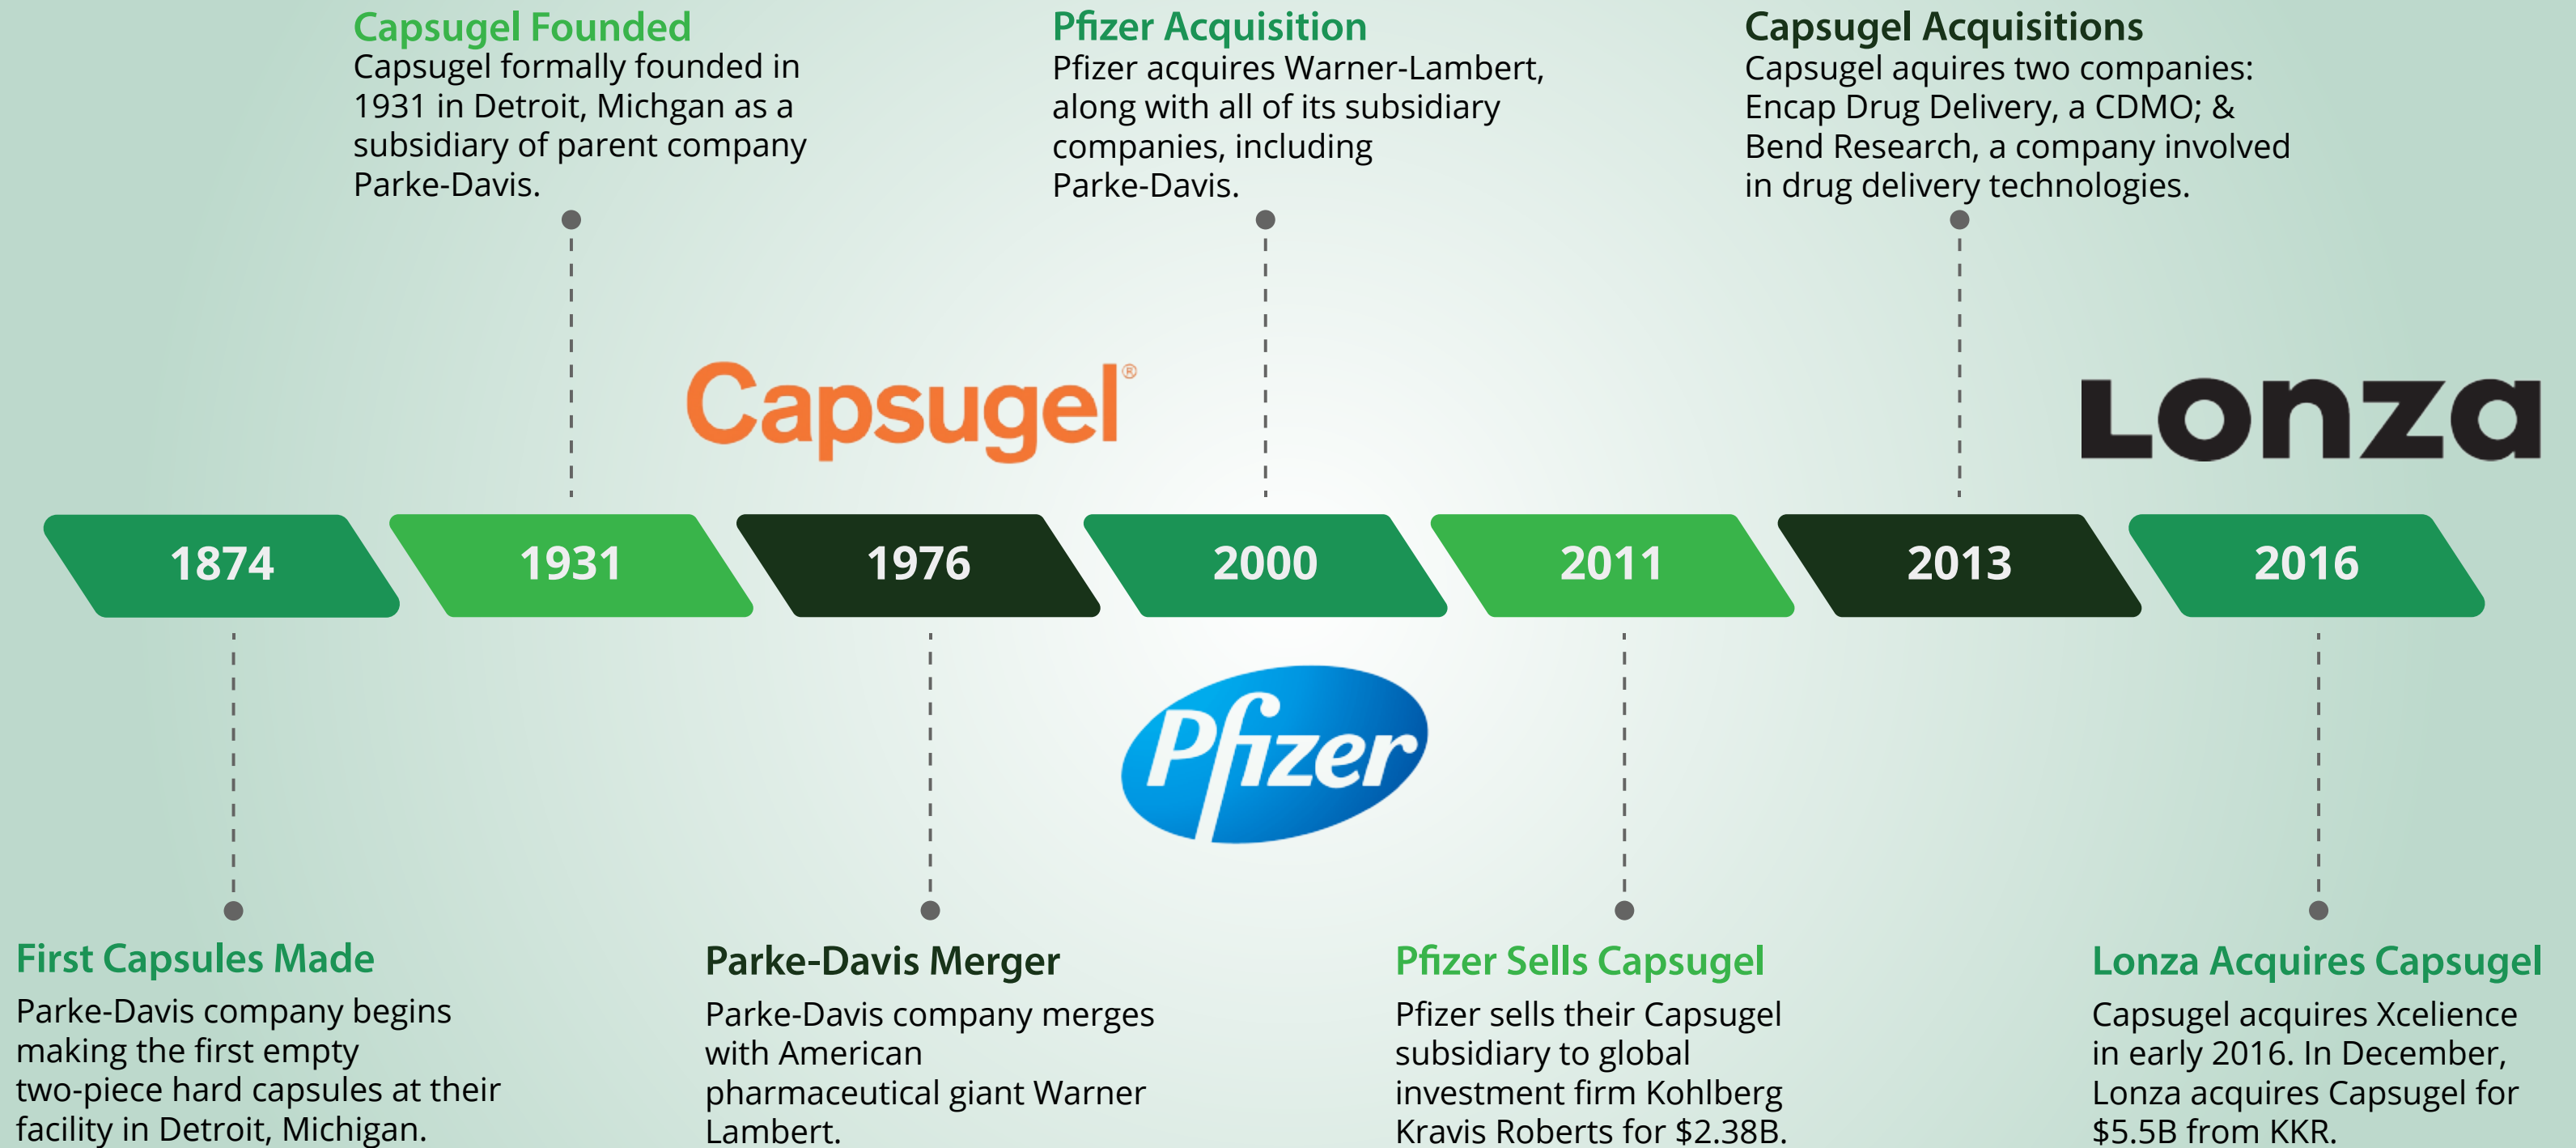 Capsugel Founded
Capsugel formally founded in
1931 in Detroit, Michgan as a
subsidiary of parent company
Parke-Davis.
Pfizer Acquisition
Pfizer acquires Warner-Lambert,
along with all of its subsidiary
companies, including
Parke-Davis.
Capsugel Acquisitions
Capsugel aquires two companies:
Encap Drug Delivery, a CDMO; &
Bend Research, a company involved
in drug delivery technologies.
Capsugel®
Lonza
1874
1931
1976
2000
2011
2013
2016
Pfizer
First Capsules Made
Parke-Davis company begins
making the first empty
two-piece hard capsules at their
facility in Detroit, Michigan.
Parke-Davis Merger
Parke-Davis company merges
with American
pharmaceutical giant Warner
Lambert.
Pfizer Sells Capsugel
Pfizer sells their Capsugel
subsidiary to global
investment firm Kohlberg
Kravis Roberts for $2.38B.
Lonza Acquires Capsugel
Capsugel acquires Xcelience
in early 2016. In December,
Lonza acquires Capsugel for
$5.5B from KKR.